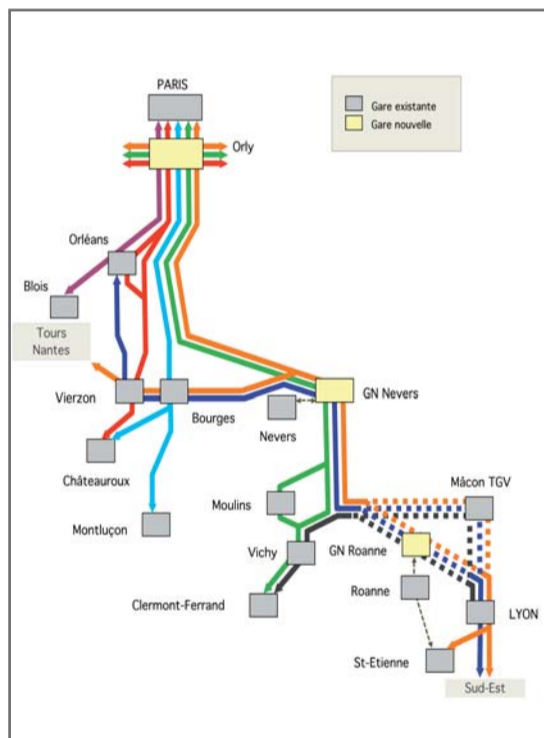 PARIS
Gare existante
Gare nouvelle
Orly
Orléans
Blois
Tours
Nantes
Vierzon
Bourges
GN Nevers
Nevers
Châteauroux
Mâcon TGV
Moulins
Montluçon
Vichy
GN Roanne
Roanne
Clermont-Ferrand
LYON
St-Etienne
Sud-Est